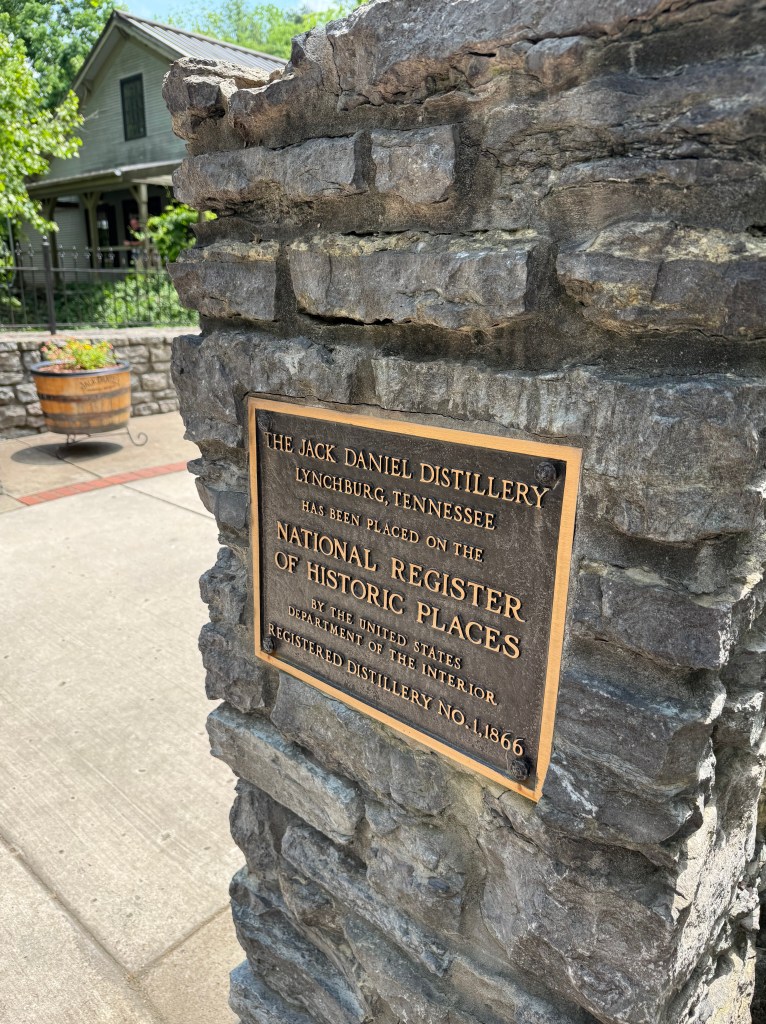 THE JACK DANIEL DISTILLERY
LYNCHBURG, TENNESSEE
HAS BEEN PLACED ON THE
NATIONAL REGISTER
OF HISTORIC PLACES
BY THE UNITED STATES
DEPARTMENT OF THE INTERIOR
REGISTERED DISTILLERY NO. 1, 1866